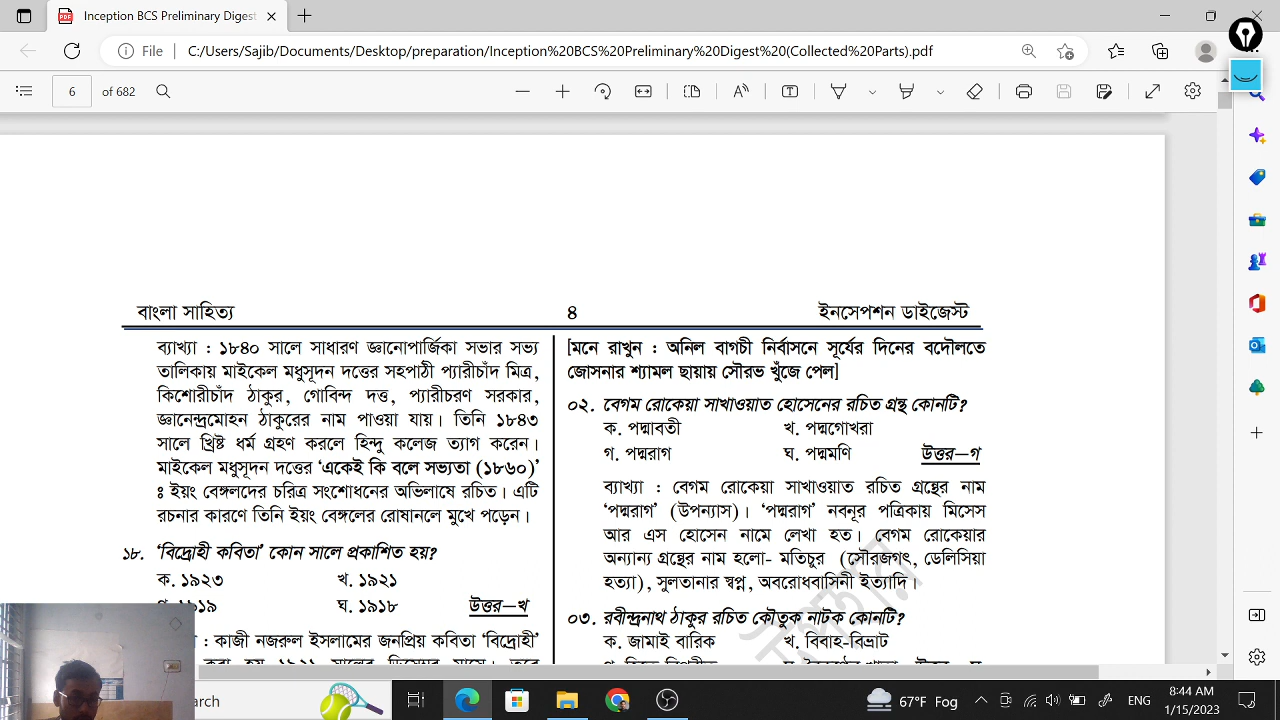 Inception BCS Preliminary Digest
File
C:/Users/Sajib/Documents/Desktop/preparation/Inception%20BCS%20Preliminary%20Digest%20(Collected%20Parts).pdf
6 of 682
বাংলা সাহিত্য
৪
ইনসেপশন ডাইজেস্ট
ব্যাখ্যা : ১৮৪০ সালে সাধারণ জ্ঞানোপার্জিকা সভার সভ্য
তালিকায় মাইকেল মধুসূদন দত্তের সহপাঠী প্যারীচাঁদ মিত্র,
কিশোরীচাঁদ ঠাকুর, গোবিন্দ দত্ত, প্যারীচরণ সরকার,
জ্ঞানেন্দ্রমোহন ঠাকুরের নাম পাওয়া যায়। তিনি ১৮৪৩
সালে খ্রিষ্ট ধর্ম গ্রহণ করলে হিন্দু কলেজ ত্যাগ করেন।
মাইকেল মধুসূদন দত্তের ‘একেই কি বলে সভ্যতা (১৮৬০)’
ঃ ইয়ং বেঙ্গলদের চরিত্র সংশোধনের অভিলাষে রচিত। এটি
রচনার কারণে তিনি ইয়ং বেঙ্গলের রোষানলে মুখে পড়েন।
১৮. ‘বিদ্রোহী কবিতা’ কোন সালে প্রকাশিত হয়?
ক. ১৯২৩ খ. ১৯২১
১৯১৯ ঘ. ১৯১৮ উত্তর–খ
: কাজী নজরুল ইসলামের জনপ্রিয় কবিতা ‘বিদ্রোহী’
[মনে রাখুন : অনিল বাগচী নির্বাসনে সূর্যের দিনের বদৌলতে
জোসনার শ্যামল ছায়ায় সৌরভ খুঁজে পেল]
০২. বেগম রোকেয়া সাখাওয়াত হোসেনের রচিত গ্রন্থ কোনটি?
ক. পদ্মাবতী খ. পদ্মগোখরা
গ. পদ্মরাগ ঘ. পদ্মমণি উত্তর–গ
ব্যাখ্যা : বেগম রোকেয়া সাখাওয়াত রচিত গ্রন্থের নাম
‘পদ্মরাগ’ (উপন্যাস)। ‘পদ্মরাগ’ নবনূর পত্রিকায় মিসেস
আর এস হোসেন নামে লেখা হত। বেগম রোকেয়ার
অন্যান্য গ্রন্থের নাম হলো- মতিচুর (সৌরজগৎ, ডেলিসিয়া
হত্যা), সুলতানার স্বপ্ন, অবরোধবাসিনী ইত্যাদি।
০৩. রবীন্দ্রনাথ ঠাকুর রচিত কৌতুক নাটক কোনটি?
ক. জামাই বারিক খ. বিবাহ-বিভ্রাট
arch
67°F Fog
ENG
8:44 AM
1/15/2023